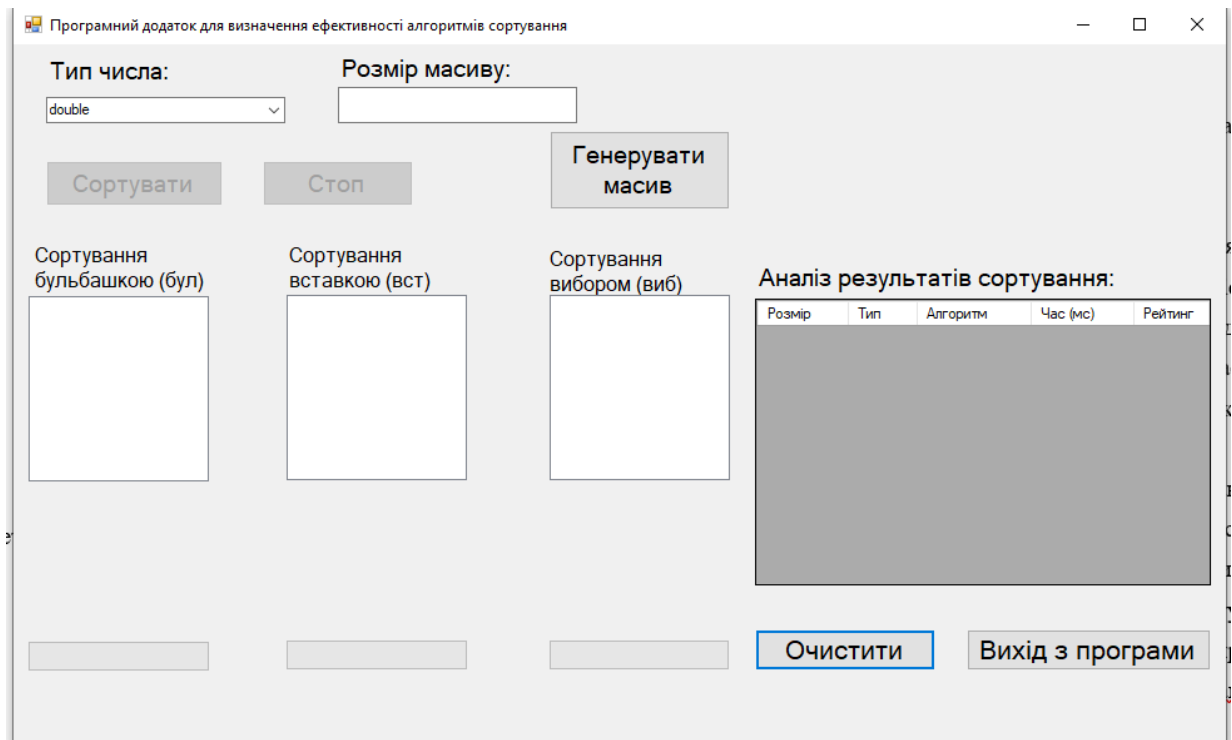 Програмний додаток для визначення ефективності алгоритмів сортування
Тип числа:
Розмір масиву:
double
Генерувати
масив
Сортувати
Стоп
Сортування
бульбашкою (бул)
Сортування
вставкою (вст)
Сортування
вибором (виб)
Аналіз результатів сортування:
Розмір Тип Алгоритм Час (мс) Рейтинг
Очистити
Вихід з програми